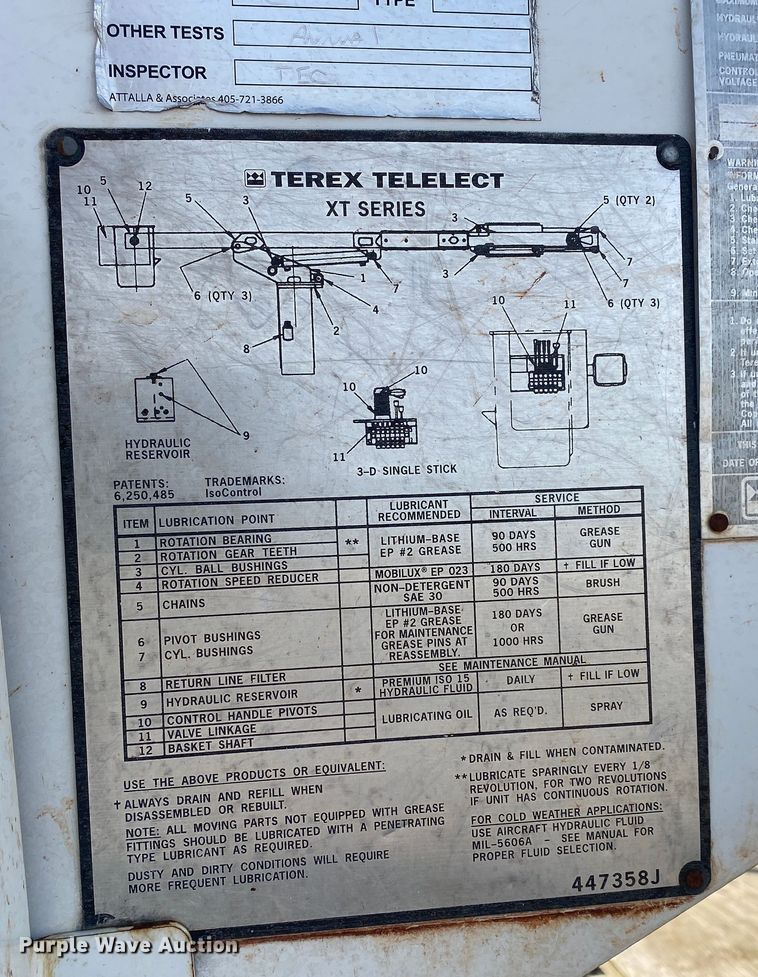 TYPE
OTHER TESTS Annual
INSPECTOR TEC
ATTALLA & Associates 405-721-3866
HYDRAUL
HYDRAUL
PNEUMAT
CONTROL
VOLTAGE
WARNIN
TEREX TELELECT
XT SERIES
10
11
5
12
5
3
3
5 (QTY 2)
6 (QTY 3)
1
7
3
7
4
6 (QTY 3)
2
8
10
11
10
10
9
11
HYDRAULIC
RESERVOIR
3-D SINGLE STICK
PATENTS:
6,250,485
TRADEMARKS:
IsoControl
ITEM LUBRICATION POINT LUBRICANT RECOMMENDED SERVICE
INTERVAL METHOD
1 ROTATION BEARING ** LITHIUM-BASE EP #2 GREASE 90 DAYS 500 HRS GREASE GUN
2 ROTATION GEAR TEETH
3 CYL. BALL BUSHINGS
4 ROTATION SPEED REDUCER MOBILUX® EP 023 180 DAYS † FILL IF LOW
5 CHAINS NON-DETERGENT SAE 30 90 DAYS 500 HRS BRUSH
6 PIVOT BUSHINGS
7 CYL. BUSHINGS
LITHIUM-BASE
EP #2 GREASE
FOR MAINTENANCE
GREASE PINS AT
REASSEMBLY.
180 DAYS
OR
1000 HRS
GREASE
GUN
8 RETURN LINE FILTER SEE MAINTENANCE MANUAL
9 HYDRAULIC RESERVOIR * PREMIUM ISO 15 HYDRAULIC FLUID DAILY † FILL IF LOW
10 CONTROL HANDLE PIVOTS
11 VALVE LINKAGE LUBRICATING OIL AS REQ'D. SPRAY
12 BASKET SHAFT
USE THE ABOVE PRODUCTS OR EQUIVALENT:
† ALWAYS DRAIN AND REFILL WHEN
DISASSEMBLED OR REBUILT.
NOTE: ALL MOVING PARTS NOT EQUIPPED WITH GREASE
FITTINGS SHOULD BE LUBRICATED WITH A PENETRATING
TYPE LUBRICANT AS REQUIRED.
DUSTY AND DIRTY CONDITIONS WILL REQUIRE
MORE FREQUENT LUBRICATION.
* DRAIN & FILL WHEN CONTAMINATED.
**LUBRICATE SPARINGLY EVERY 1/8
REVOLUTION, FOR TWO REVOLUTIONS
IF UNIT HAS CONTINUOUS ROTATION.
FOR COLD WEATHER APPLICATIONS:
USE AIRCRAFT HYDRAULIC FLUID
MIL-5606A - SEE MANUAL FOR
PROPER FLUID SELECTION.
447358J
THIS
DATE OF
Purple Wave Auction